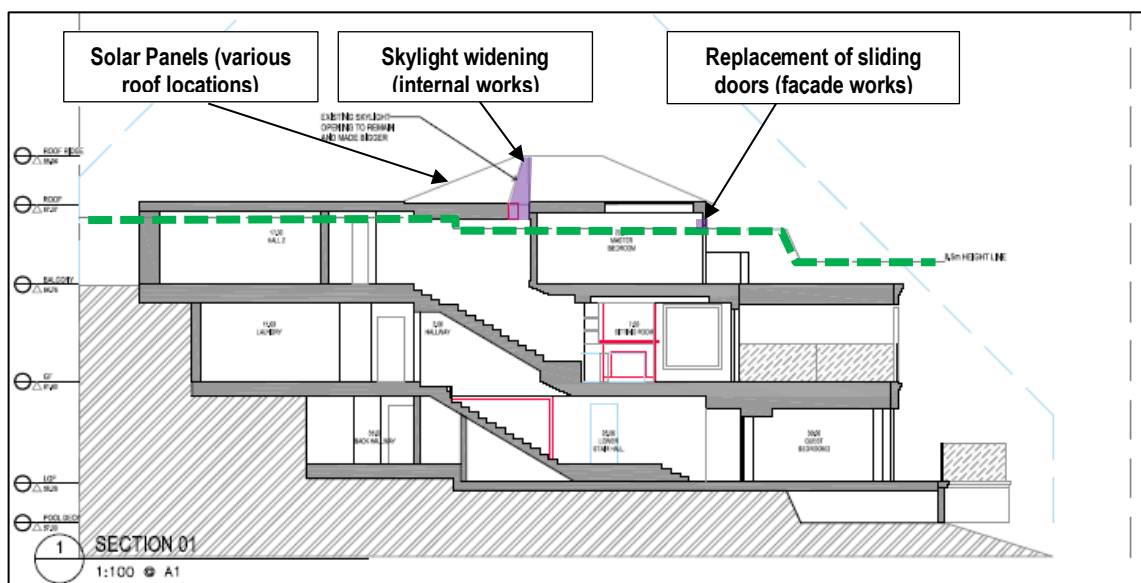 Solar Panels (various
roof locations)
Skylight widening
(internal works)
Replacement of sliding
doors (facade works)
EXISTING SKYLIGHT
OPENING TO REMAIN
AND MADE BIGGER
ROOF RIDGE
ROOF
HALL 2
MASTER
BEDROOM
8.5m HEIGHT LINE
BALCONY
LAUNDRY
HALLWAY
SITTING ROOM
GF
BACK HALLWAY
LOWER
STAIR HALL
GUEST
BEDROOM
LGF
POOL DECK
1
SECTION 01
1:100 @ A1